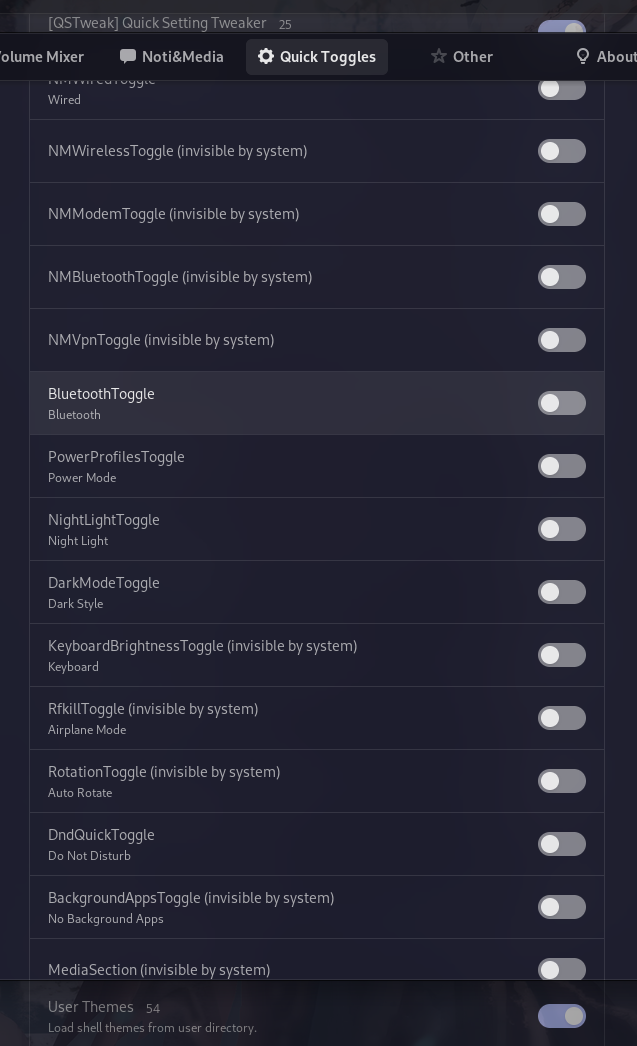 [QSTweak] Quick Setting Tweaker 25
olume Mixer Noti&Media Quick Toggles Other About
NMWiredToggle
Wired
NMWirelessToggle (invisible by system)
NMModemToggle (invisible by system)
NMBluetoothToggle (invisible by system)
NMVpnToggle (invisible by system)
BluetoothToggle
Bluetooth
PowerProfilesToggle
Power Mode
NightLightToggle
Night Light
DarkModeToggle
Dark Style
KeyboardBrightnessToggle (invisible by system)
Keyboard
RfkillToggle (invisible by system)
Airplane Mode
RotationToggle (invisible by system)
Auto Rotate
DndQuickToggle
Do Not Disturb
BackgroundAppsToggle (invisible by system)
No Background Apps
MediaSection (invisible by system)
User Themes 54
Load shell themes from user directory.